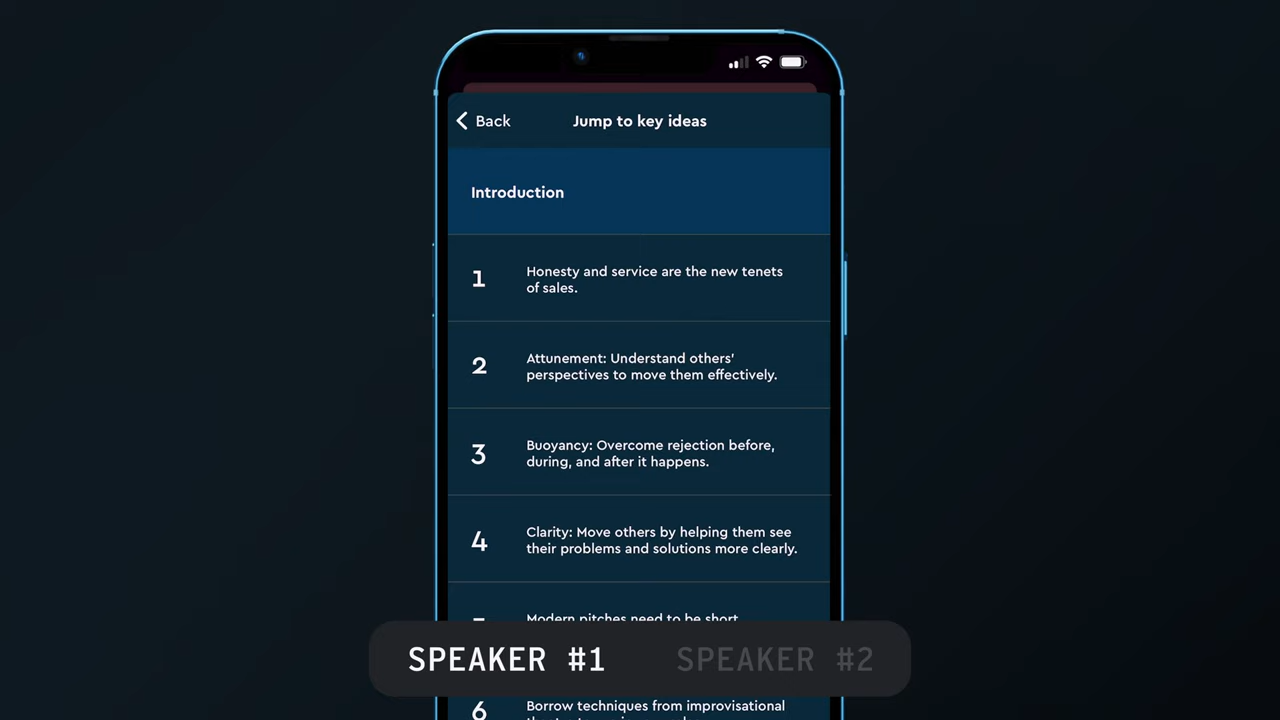 Back
Jump to key ideas
Introduction
1
Honesty and service are the new tenets
of sales.
2
Attunement: Understand others'
perspectives to move them effectively.
3
Buoyancy: Overcome rejection before,
during, and after it happens.
4
Clarity: Move others by helping them see
their problems and solutions more clearly.
Modern pitches need to be short
SPEAKER #1
SPEAKER #2
6
Borrow techniques from improvisational